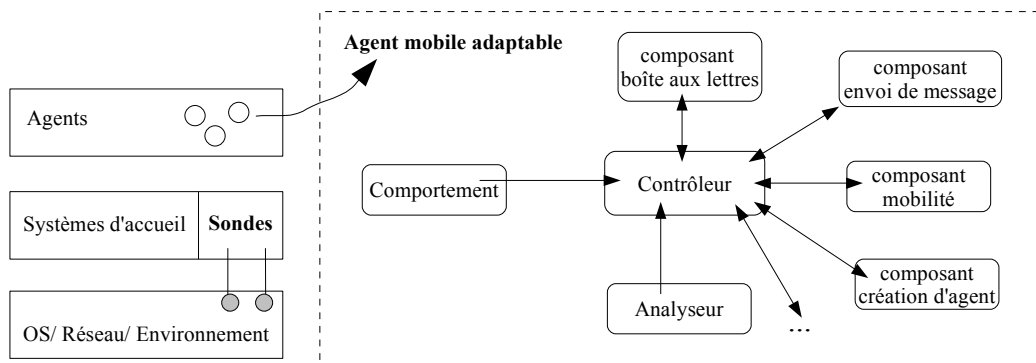 Agent mobile adaptable
composant
boîte aux lettres
composant
envoi de message
Agents
Comportement
Contrôleur
composant
mobilité
Systèmes d'accueil
Sondes
composant
création d'agent
Analyseur
...
OS/ Réseau/ Environnement